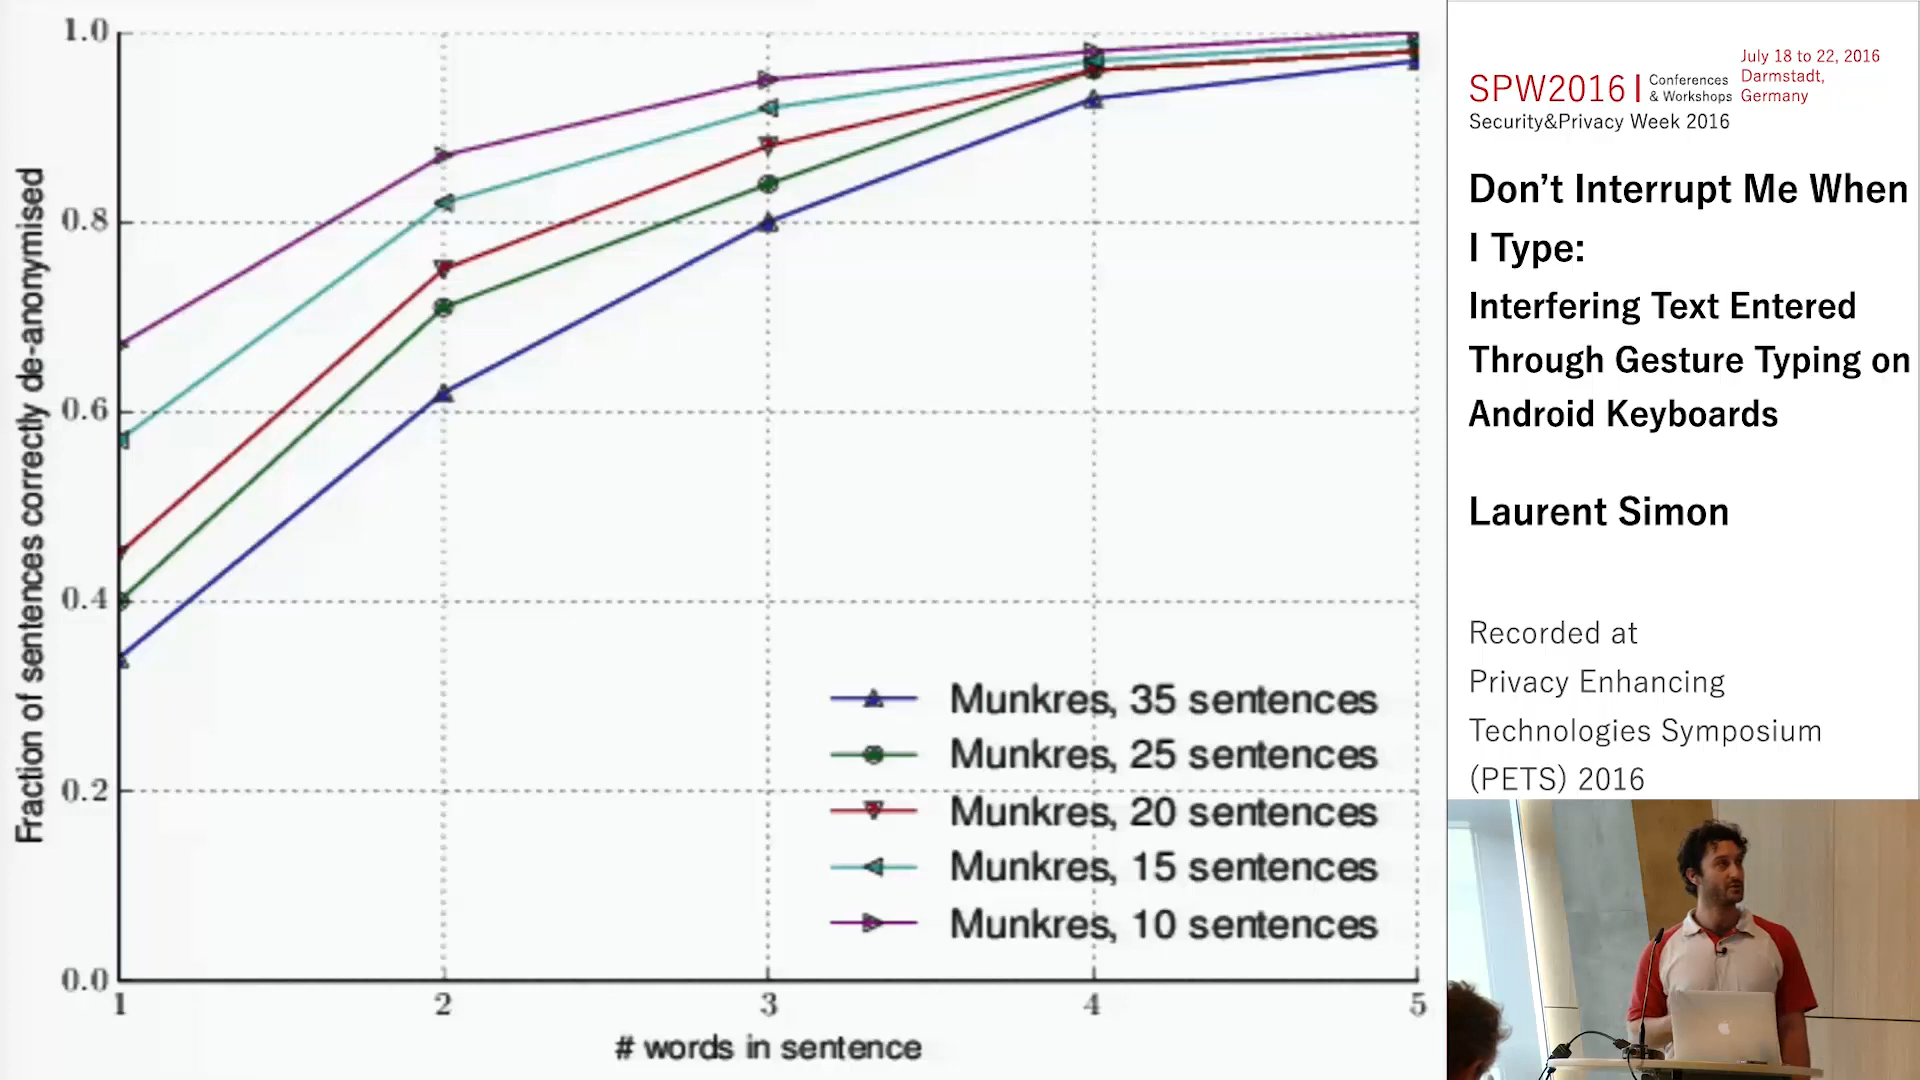 1.0
0.8
0.6
0.4
0.2
0.0
Fraction of sentences correctly de-anonymised
1 2 3 4 5
# words in sentence
Munkres, 35 sentences
Munkres, 25 sentences
Munkres, 20 sentences
Munkres, 15 sentences
Munkres, 10 sentences
SPW2016 | Conferences & Workshops
July 18 to 22, 2016
Darmstadt,
Germany
Security&Privacy Week 2016
Don’t Interrupt Me When
I Type:
Interfering Text Entered
Through Gesture Typing on
Android Keyboards
Laurent Simon
Recorded at
Privacy Enhancing
Technologies Symposium
(PETS) 2016